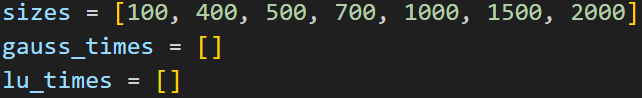 sizes = [100, 400, 500, 700, 1000, 1500, 2000]
gauss_times = []
lu_times = []